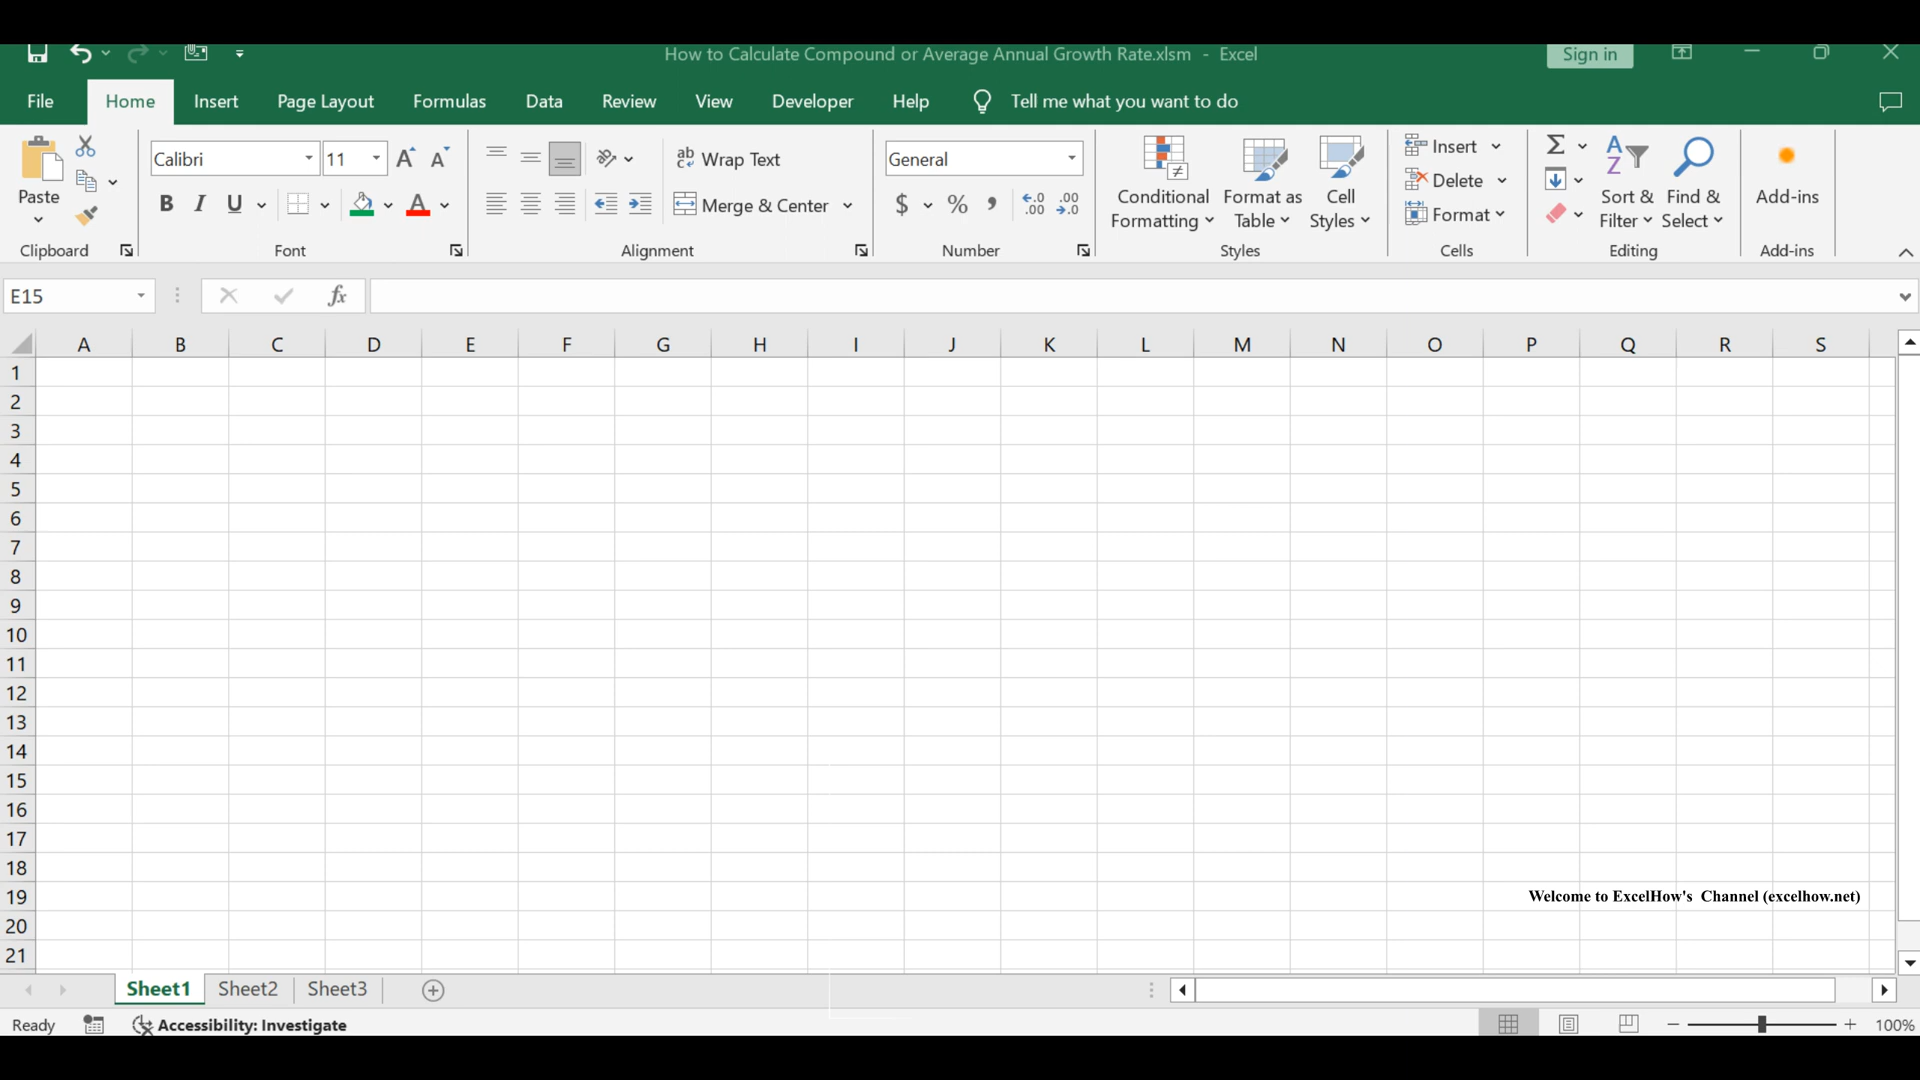 How to Calculate Compound or Average Annual Growth Rate.xlsm - Excel
Sign in
File Home Insert Page Layout Formulas Data Review View Developer Help Tell me what you want to do
Paste
Clipboard
Calibri 11
B I U
Font
Wrap Text
Merge & Center
Alignment
General
$ % ,
Number
Conditional Formatting
Format as Table
Cell Styles
Styles
Insert
Delete
Format
Cells
Sort & Filter
Find & Select
Editing
Add-ins
Add-ins
E15
fx
A B C D E F G H I J K L M N O P Q R S
1
2
3
4
5
6
7
8
9
10
11
12
13
14
15
16
17
18
19
Welcome to ExcelHow's Channel (excelhow.net)
20
21
Sheet1 Sheet2 Sheet3
Ready Accessibility: Investigate
100%